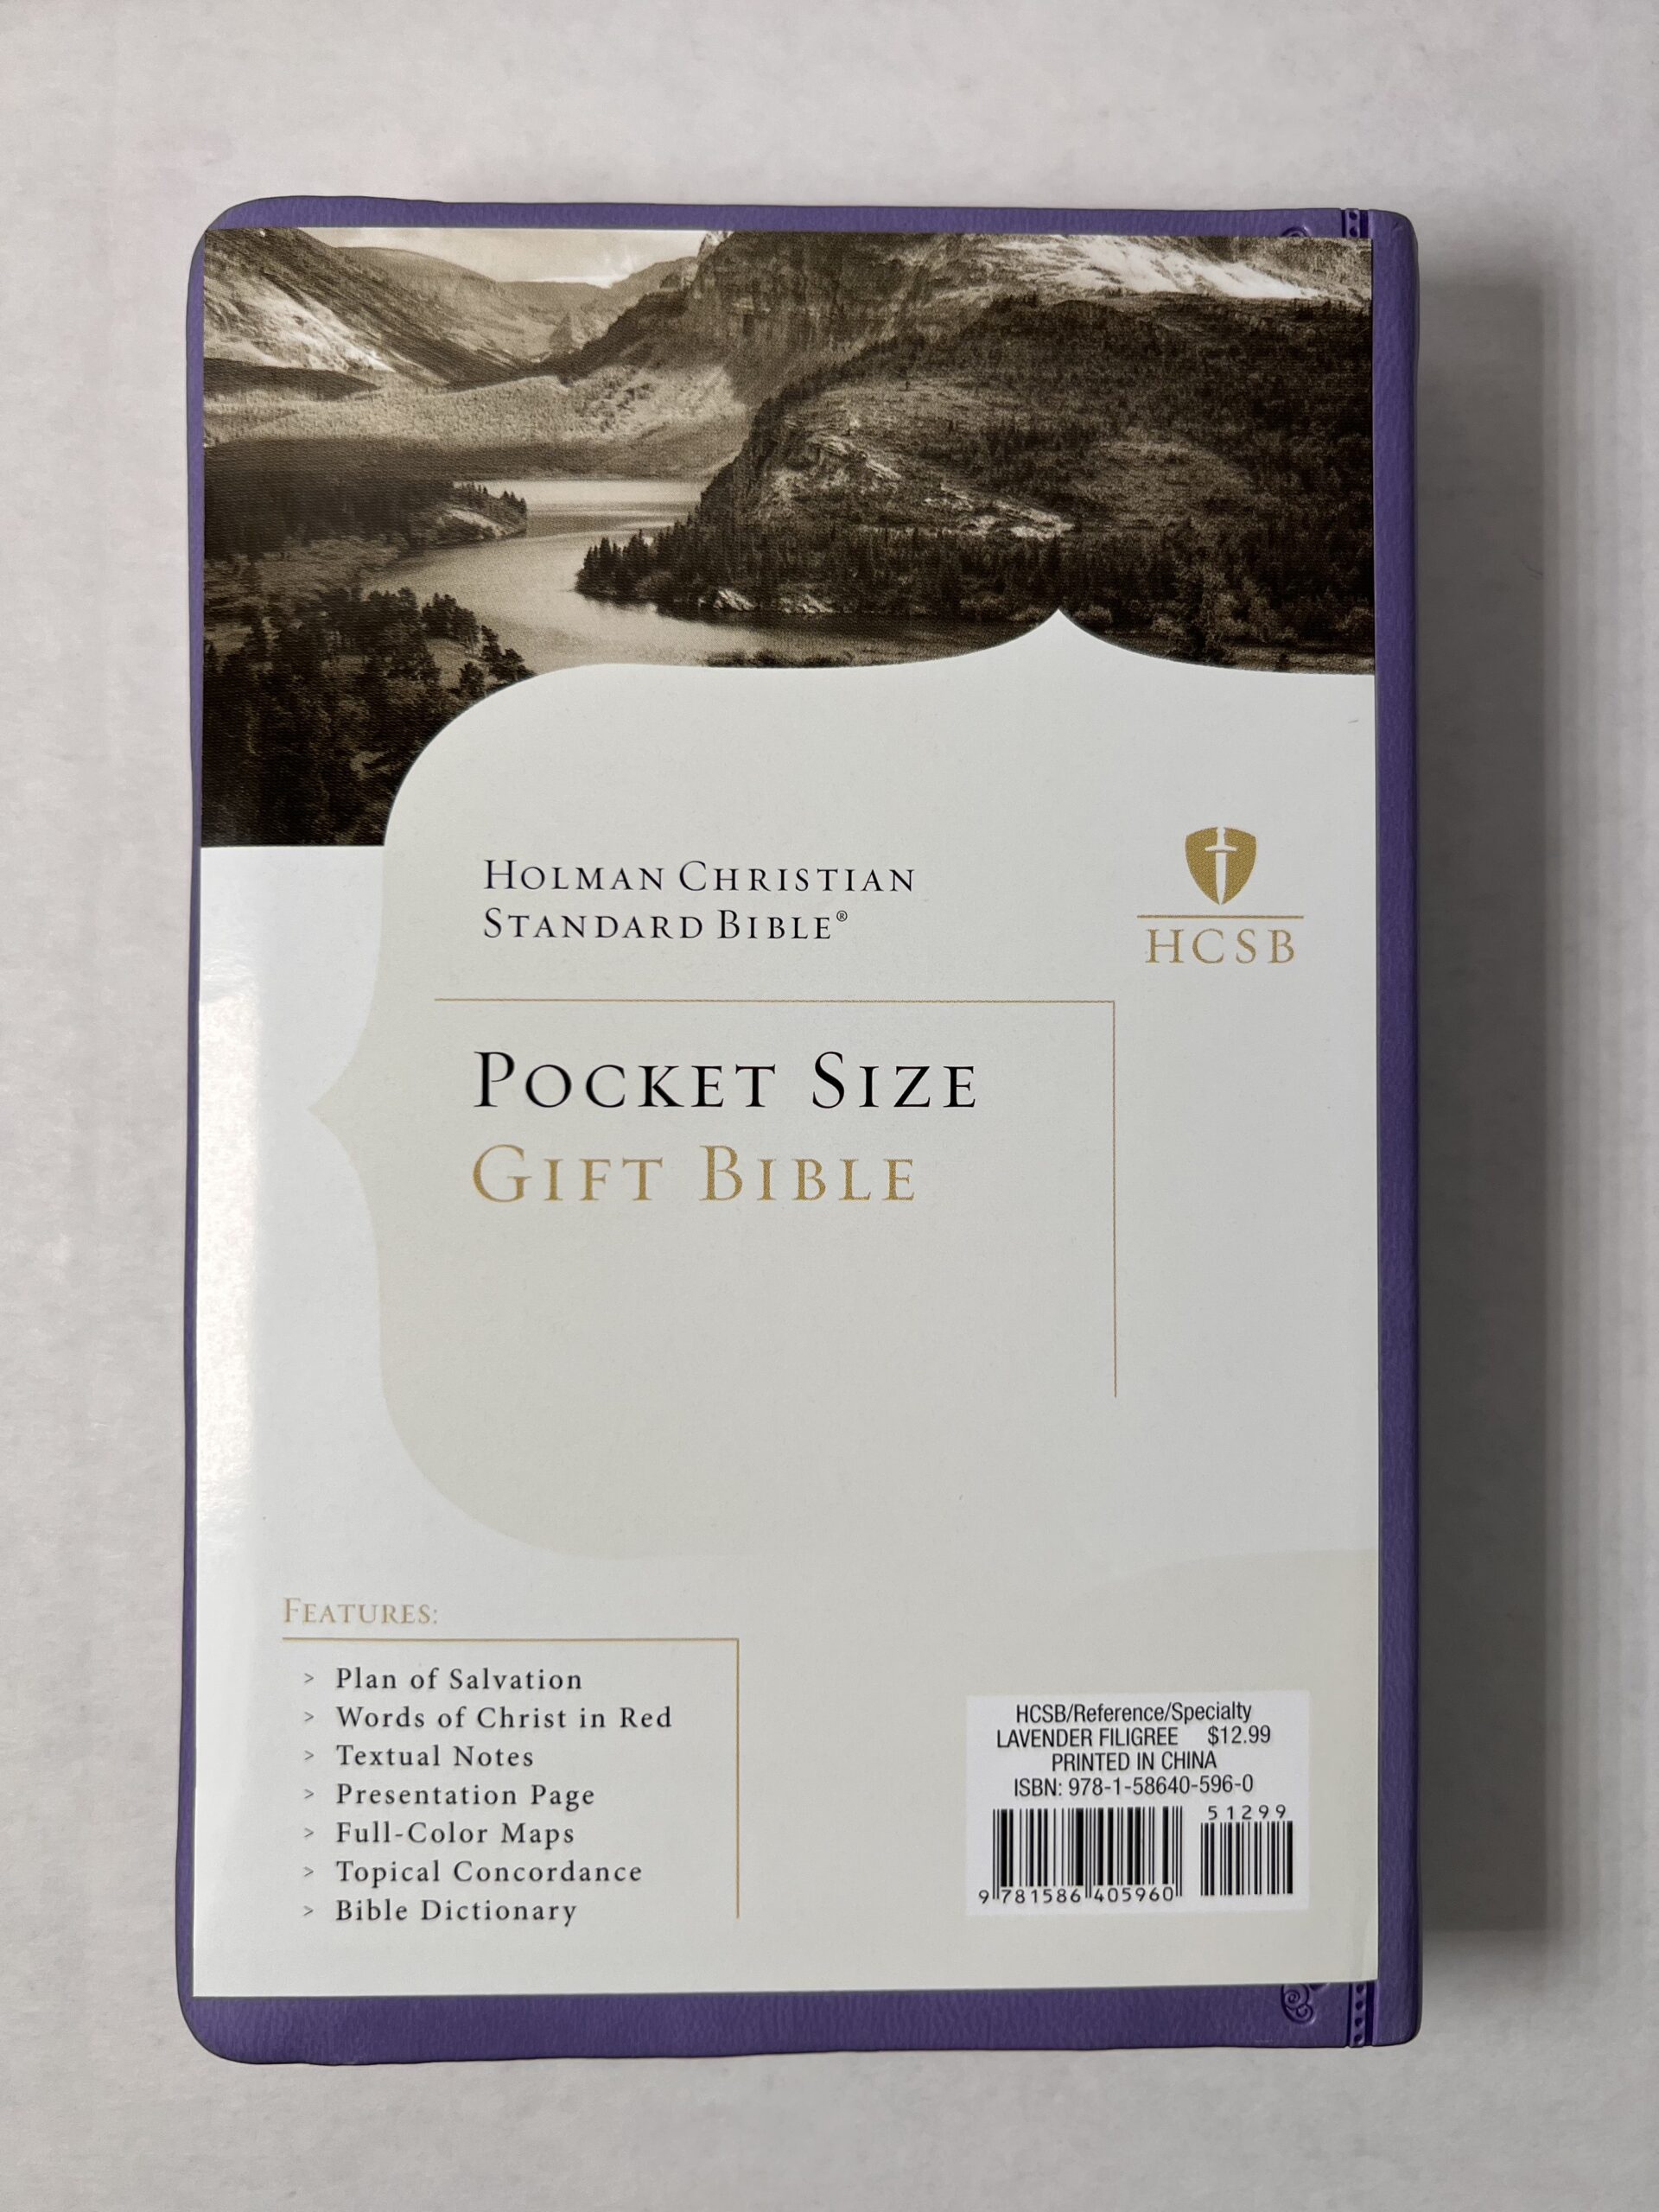 HOLMAN CHRISTIAN
STANDARD BIBLE®
HCSB
POCKET SIZE
GIFT BIBLE
FEATURES:
> Plan of Salvation
> Words of Christ in Red
> Textual Notes
> Presentation Page
> Full-Color Maps
> Topical Concordance
> Bible Dictionary
HCSB/Reference/Specialty
LAVENDER FILIGREE $12.99
PRINTED IN CHINA
ISBN: 978-1-58640-596-0
51299
9 781586 405960